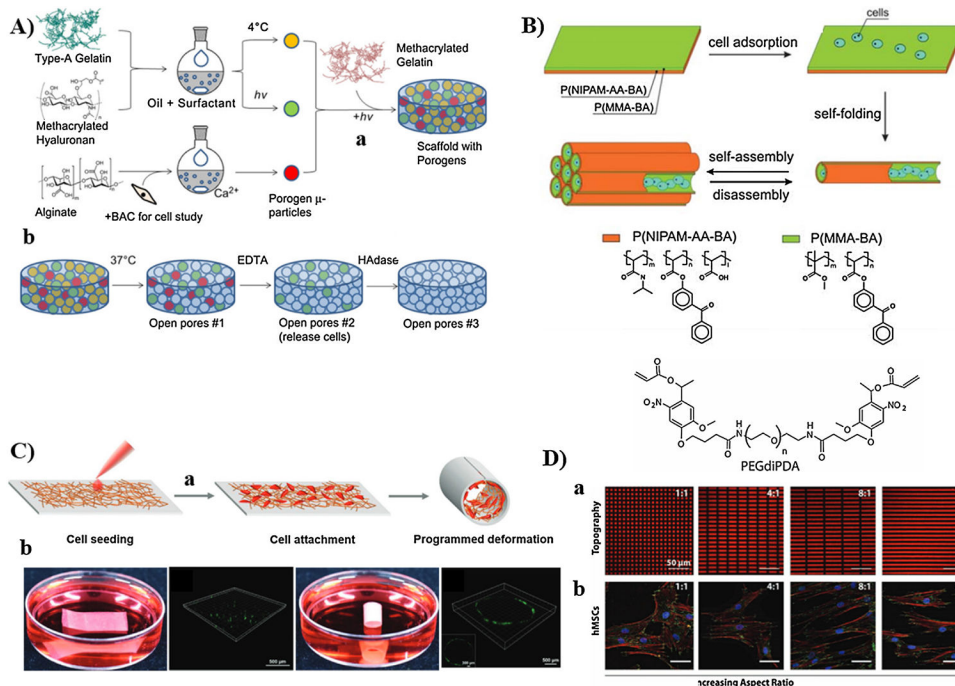 A)
Type-A Gelatin
Methacrylated
Hyaluronan
Alginate
+BAC for cell study
Oil + Surfactant
Ca2+
4°C
hν
Porogen μ-
particles
Methacrylated
Gelatin
+hν
a
Scaffold with
Porogens
b
37°C
EDTA
HAdase
Open pores #1
Open pores #2
(release cells)
Open pores #3
B)
cells
cell adsorption
P(NIPAM-AA-BA)
P(MMA-BA)
self-folding
self-assembly
disassembly
P(NIPAM-AA-BA)
P(MMA-BA)
PEGdiPDA
C)
a
Cell seeding
Cell attachment
Programmed deformation
b
500 μm
500 μm
500 μm
D)
a
Topography
1:1
4:1
8:1
50 μm
b
hMSCs
1:1
4:1
8:1
ncreasing Aspect Ratio